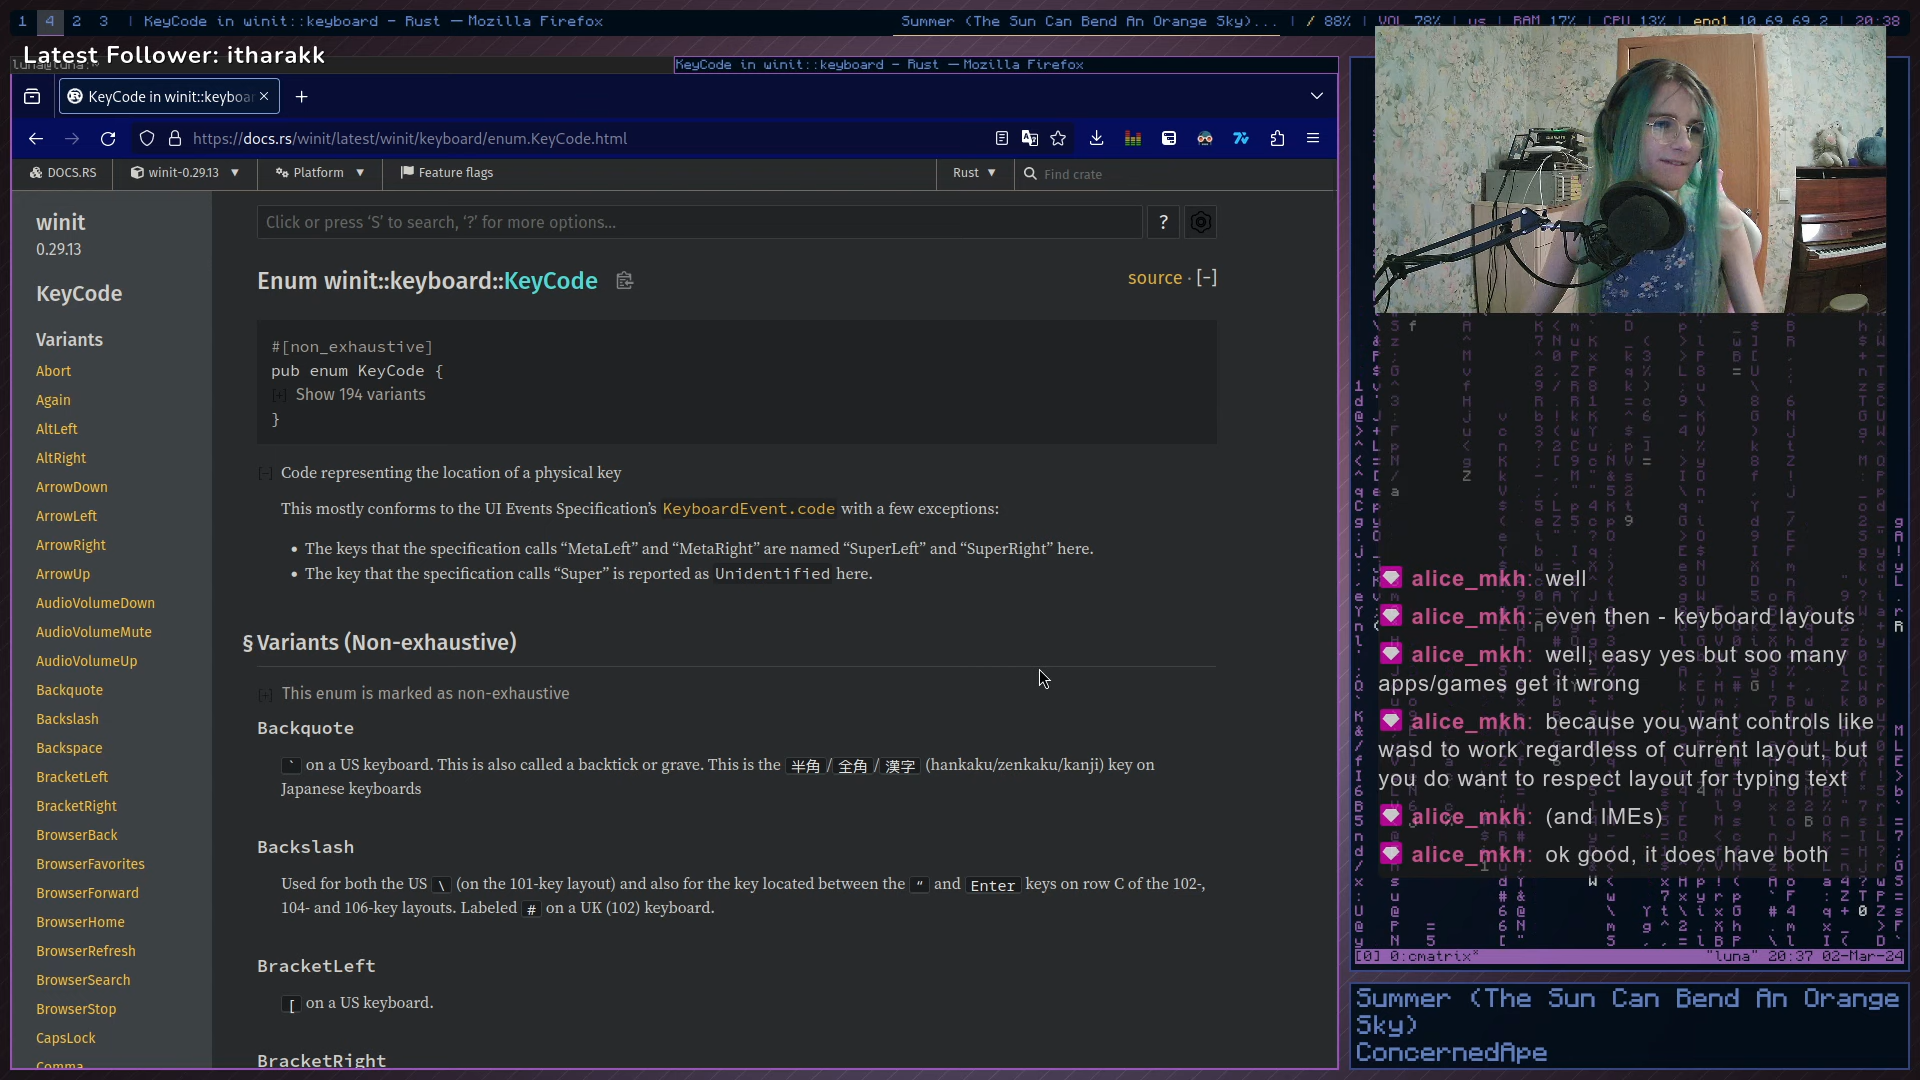 1 4 2 3 | KeyCode in winit::keyboard - Rust — Mozilla Firefox
Summer (The Sun Can Bend An Orange Sky)... | / 88% | VOL 78% | us | RAM 17% | CPU 13% | eno1 10.69.69.2 | 20:38
Latest Follower: itharakk
KeyCode in winit::keyboard - Rust — Mozilla Firefox
KeyCode in winit::keyboa
https://docs.rs/winit/latest/winit/keyboard/enum.KeyCode.html
DOCS.RS winit-0.29.13 Platform Feature flags Rust Find crate
winit
0.29.13
KeyCode
Variants
Abort
Again
AltLeft
AltRight
ArrowDown
ArrowLeft
ArrowRight
ArrowUp
AudioVolumeDown
AudioVolumeMute
AudioVolumeUp
Backquote
Backslash
Backspace
BracketLeft
BracketRight
BrowserBack
BrowserFavorites
BrowserForward
BrowserHome
BrowserRefresh
BrowserSearch
BrowserStop
CapsLock
Comma
Click or press ‘S’ to search, ‘?’ for more options...
?
Enum winit::keyboard::KeyCode
source · [−]
#[non_exhaustive]
pub enum KeyCode {
[+] Show 194 variants
}
[−] Code representing the location of a physical key
This mostly conforms to the UI Events Specification’s KeyboardEvent.code with a few exceptions:
• The keys that the specification calls “MetaLeft” and “MetaRight” are named “SuperLeft” and “SuperRight” here.
• The key that the specification calls “Super” is reported as Unidentified here.
§ Variants (Non-exhaustive)
[+] This enum is marked as non-exhaustive
Backquote
` on a US keyboard. This is also called a backtick or grave. This is the 半角/全角/漢字 (hankaku/zenkaku/kanji) key on
Japanese keyboards
Backslash
Used for both the US \ (on the 101-key layout) and also for the key located between the " and Enter keys on row C of the 102-,
104- and 106-key layouts. Labeled # on a UK (102) keyboard.
BracketLeft
[ on a US keyboard.
BracketRight
alice_mkh: well
alice_mkh: even then - keyboard layouts
alice_mkh: well, easy yes but soo many
apps/games get it wrong
alice_mkh: because you want controls like
wasd to work regardless of current layout, but
you do want to respect layout for typing text
alice_mkh: (and IMEs)
alice_mkh: ok good, it does have both
[0] 0:cmatrix* "luna" 20:37 02-Mar-24
Summer (The Sun Can Bend An Orange
Sky)
ConcernedApe